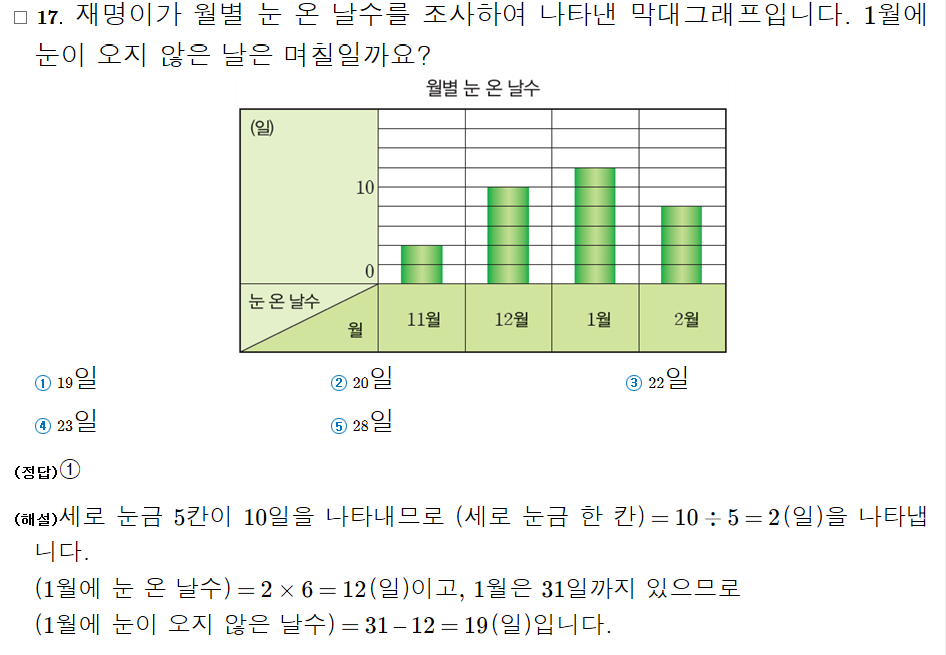 □ 17. 재명이가 월별 눈 온 날수를 조사하여 나타낸 막대그래프입니다. 1월에
눈이 오지 않은 날은 며칠일까요?
월별 눈 온 날수
(일)
10
0
눈 온 날수
월
11월 12월 1월 2월
① 19일 ② 20일 ③ 22일
④ 23일 ⑤ 28일
(정답)①
(해설)세로 눈금 5칸이 10일을 나타내므로 (세로 눈금 한 칸)=10÷5=2(일)을 나타냅
니다.
(1월에 눈 온 날수)=2×6=12(일)이고, 1월은 31일까지 있으므로
(1월에 눈이 오지 않은 날수)=31-12=19(일)입니다.